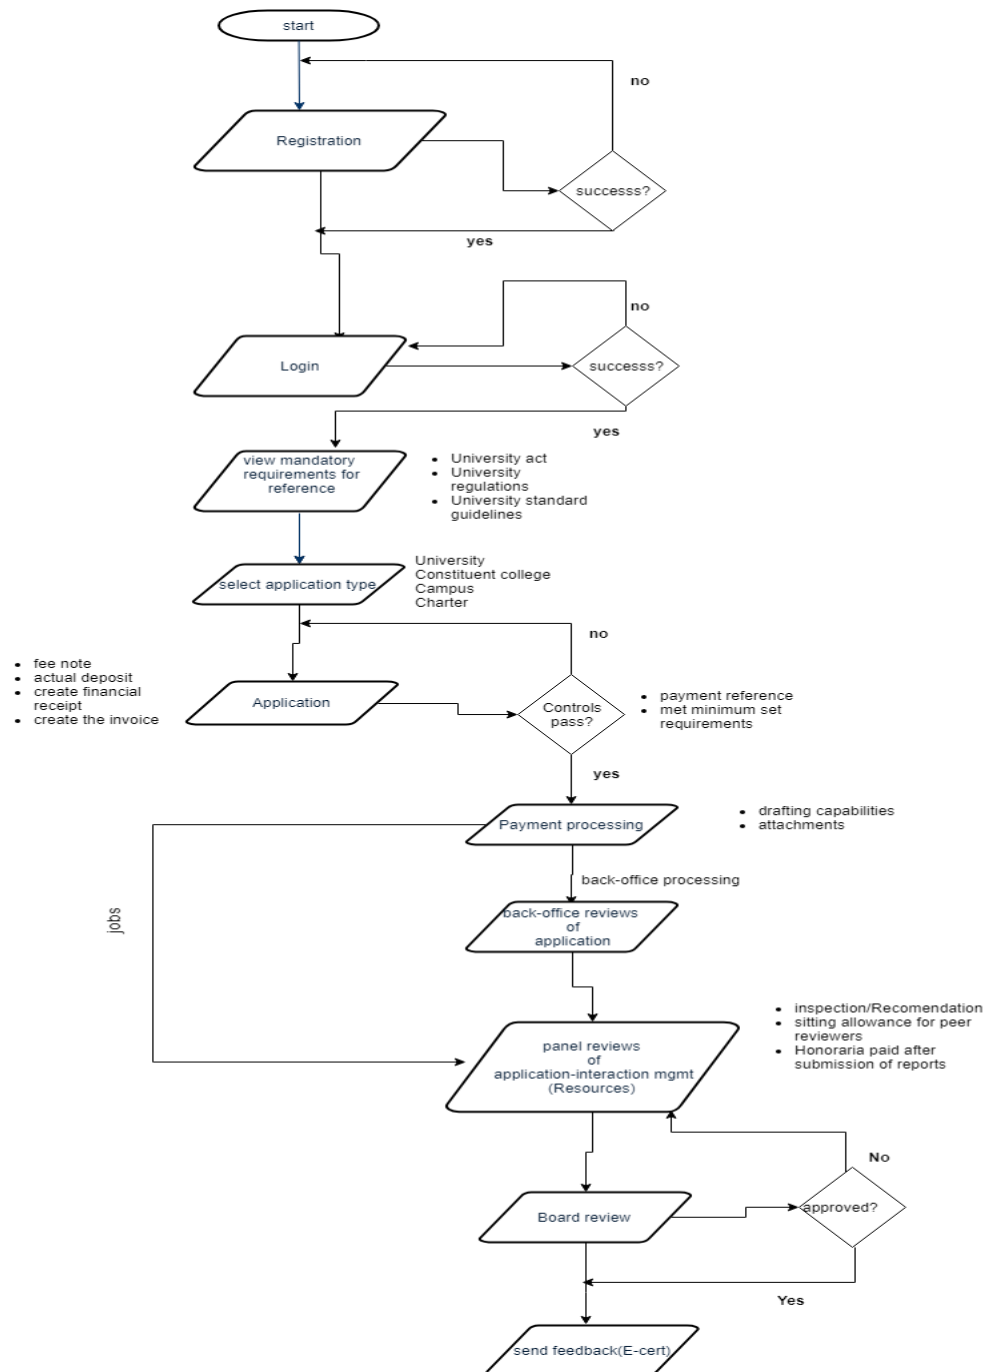 start
no
Registration
successs?
yes
no
Login
successs?
yes
view mandatory
requirements for
reference
• University act
• University
regulations
• University standard
guidelines
select application type
University
Constituent college
Campus
Charter
no
• fee note
• actual deposit
• create financial
receipt
• create the invoice
Application
Controls
pass?
• payment reference
• met minimum set
requirements
yes
Payment processing
• drafting capabilities
• attachments
back-office processing
jobs
back-office reviews
of
application
• inspection/Recomendation
• sitting allowance for peer
reviewers
• Honoraria paid after
submission of reports
panel reviews
of
application-interaction mgmt
(Resources)
No
approved?
Board review
Yes
send feedback(E-cert)